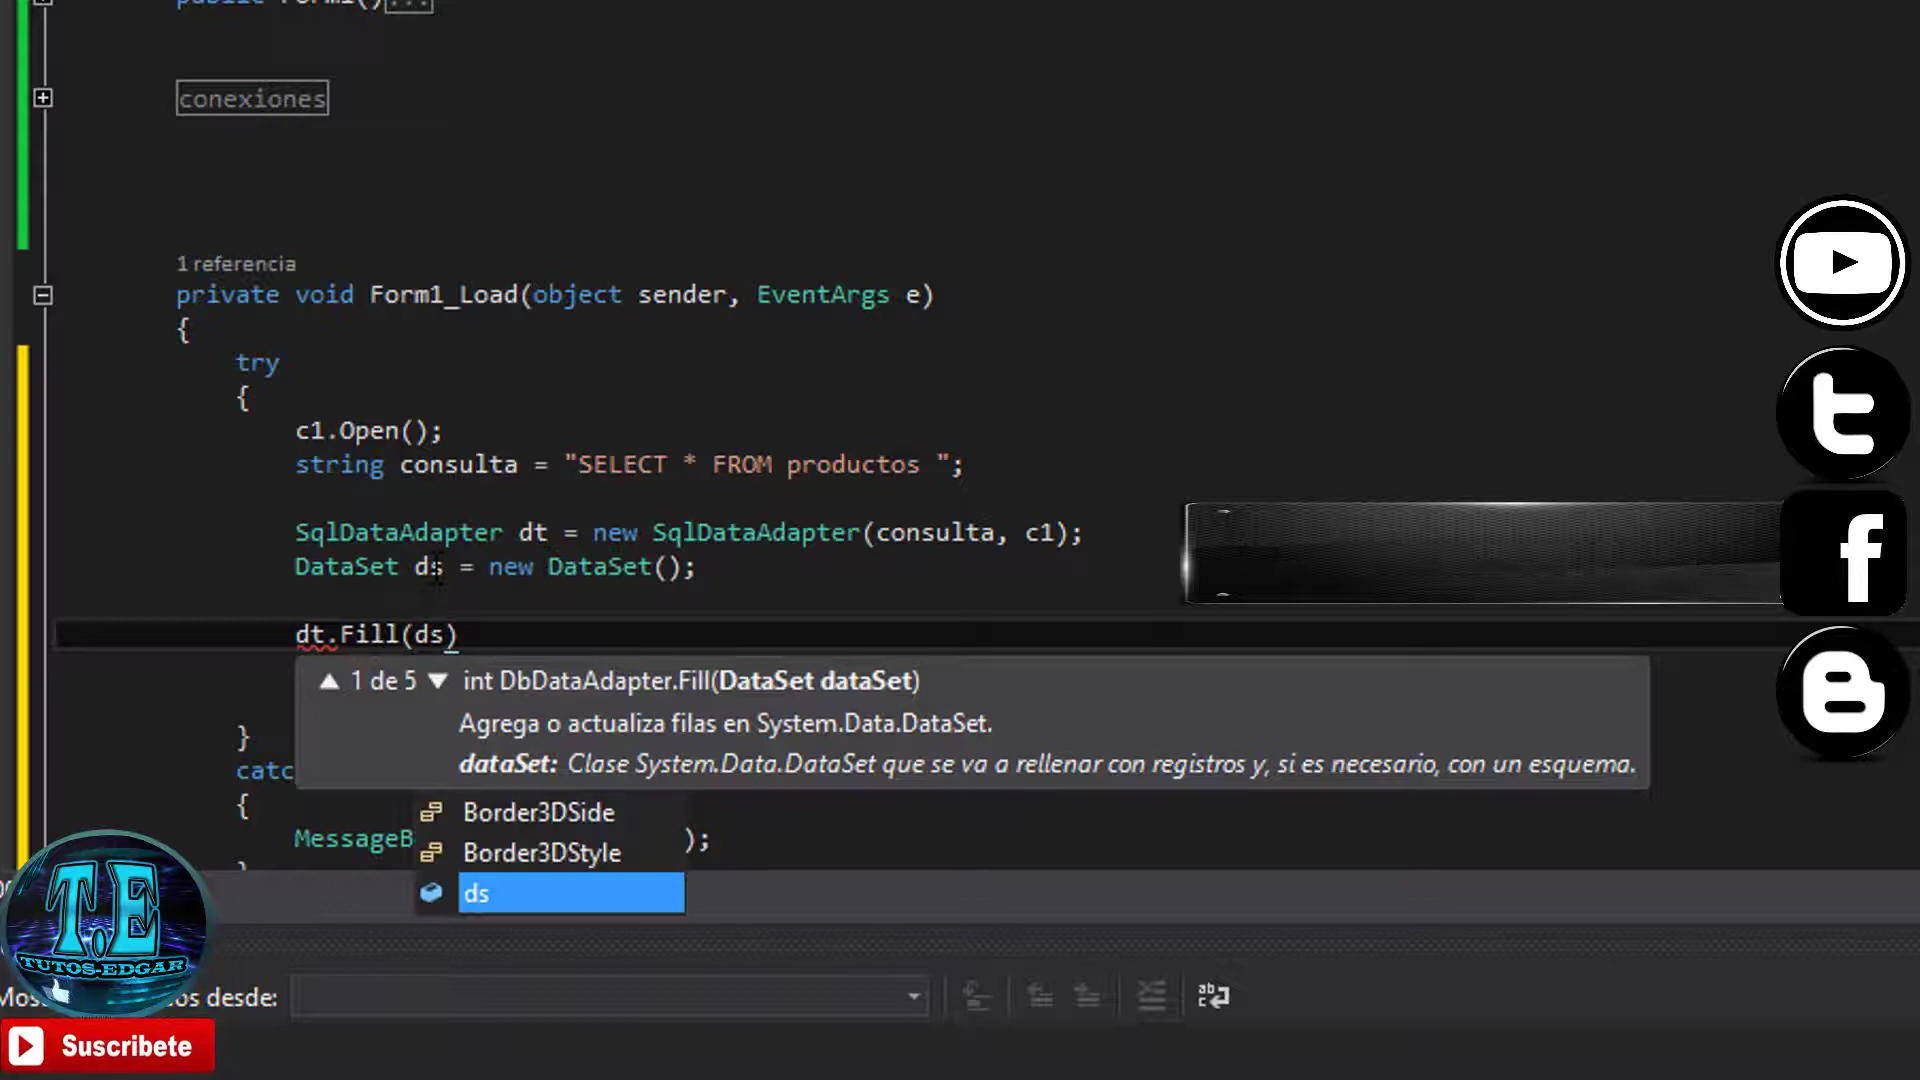 public Form1()...
conexiones
1 referencia
private void Form1_Load(object sender, EventArgs e)
{
try
{
c1.Open();
string consulta = "SELECT * FROM productos ";
SqlDataAdapter dt = new SqlDataAdapter(consulta, c1);
DataSet ds = new DataSet();
dt.Fill(ds)
1 de 5 int DbDataAdapter.Fill(DataSet dataSet)
Agrega o actualiza filas en System.Data.DataSet.
dataSet: Clase System.Data.DataSet que se va a rellenar con registros y, si es necesario, con un esquema.
}
catc
{
Border3DSide
MessageB );
Border3DStyle
}
ds
T.E
TUTOS-EDGAR
desde:
Suscribete